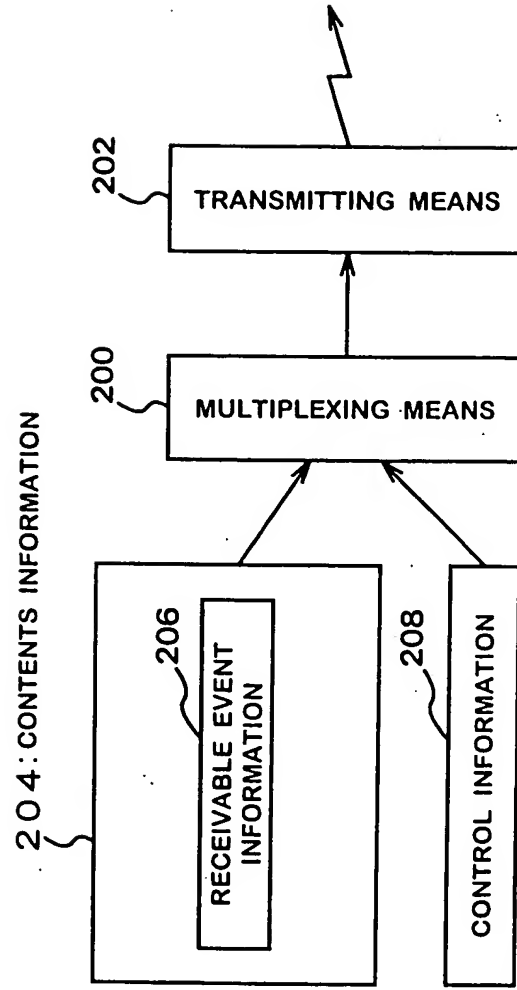 204: CONTENTS INFORMATION
206
RECEIVABLE EVENT
INFORMATION
208
CONTROL INFORMATION
200
MULTIPLEXING MEANS
202
TRANSMITTING MEANS